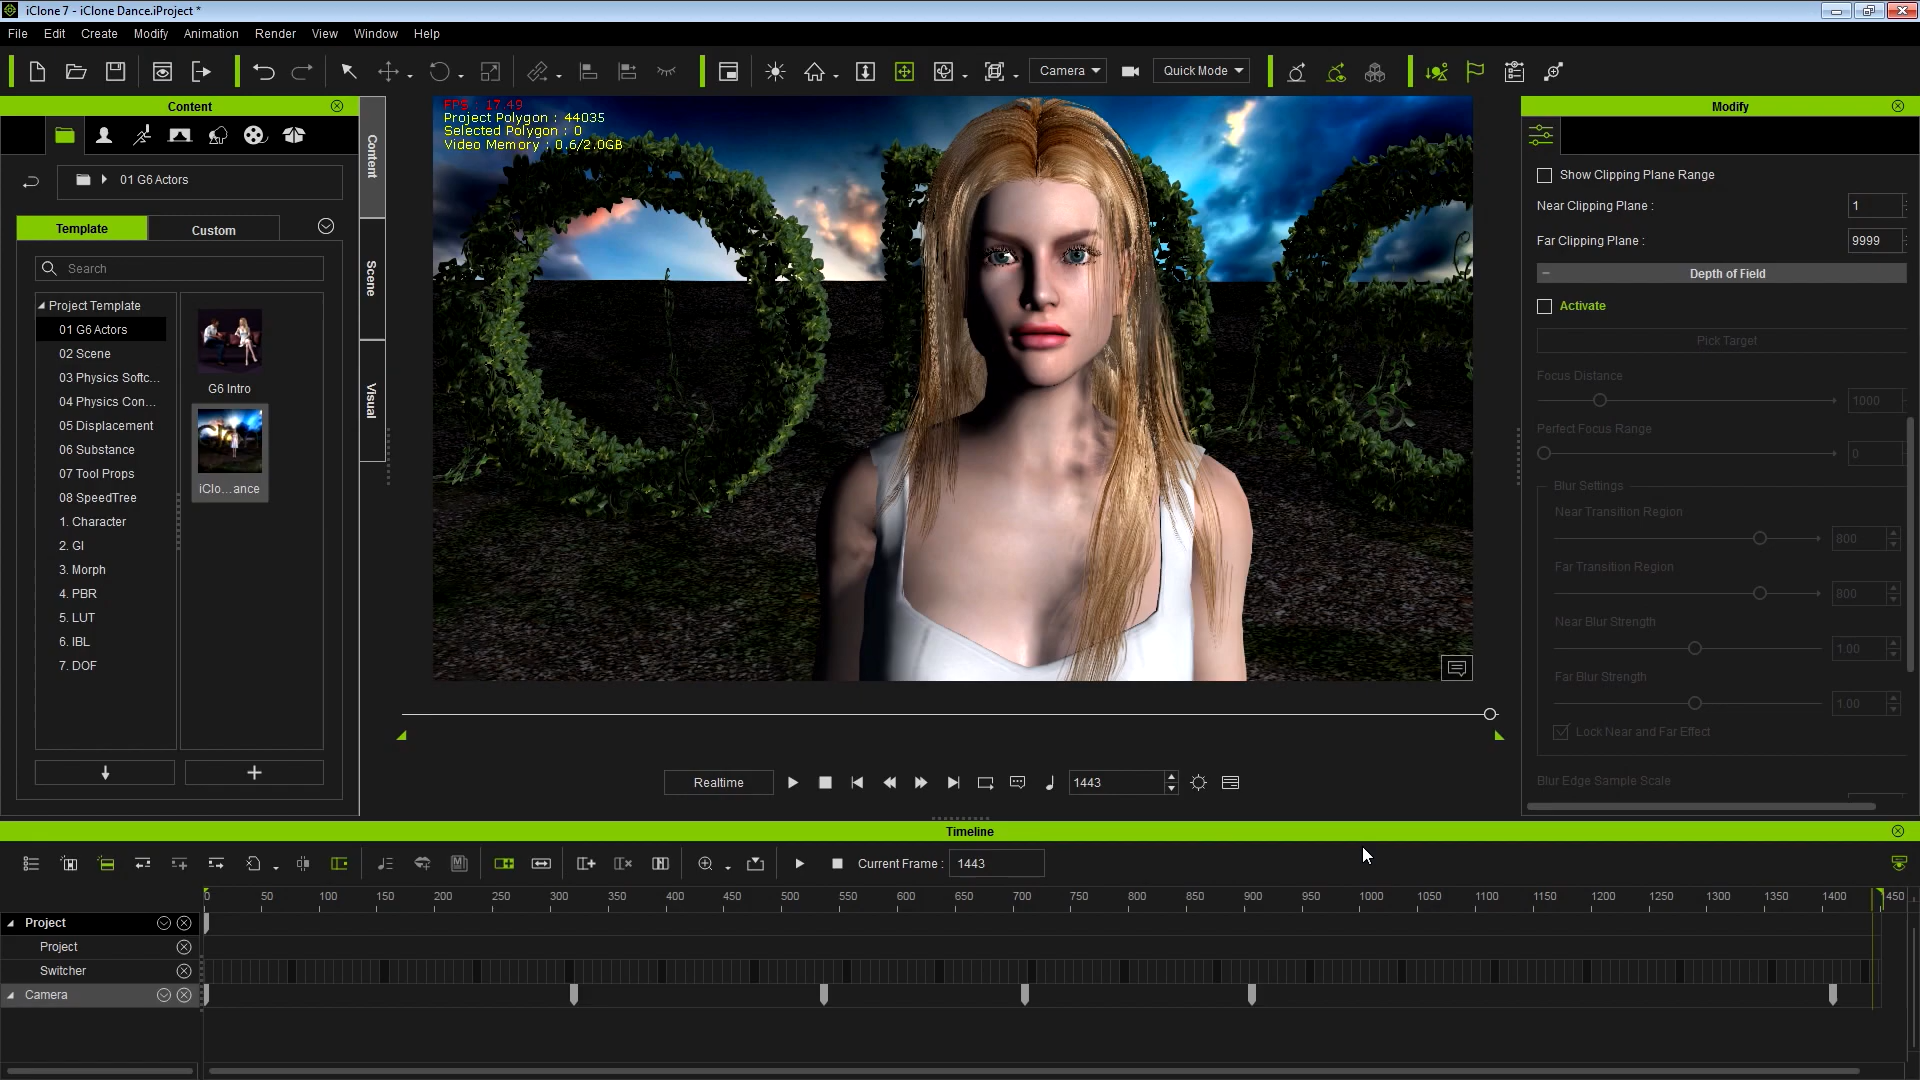 iClone 7 - iClone Dance.iProject *
File Edit Create Modify Animation Render View Window Help
Camera Quick Mode
Content
01 G6 Actors
Template Custom
Search
Project Template
01 G6 Actors
02 Scene
03 Physics Softc...
04 Physics Con...
05 Displacement
06 Substance
07 Tool Props
08 SpeedTree
1. Character
2. GI
3. Morph
4. PBR
5. LUT
6. IBL
7. DOF
G6 Intro
iClo...ance
Content
Scene
Visual
FPS : 17.49
Project Polygon : 44035
Selected Polygon : 0
Video Memory : 0.6/2.0GB
Realtime 1443
Modify
Show Clipping Plane Range
Near Clipping Plane : 1
Far Clipping Plane : 9999
Depth of Field
Activate
Pick Target
Focus Distance
1000
Perfect Focus Range
0
Blur Settings
Near Transition Region
800
Far Transition Region
800
Near Blur Strength
1.00
Far Blur Strength
1.00
Lock Near and Far Effect
Blur Edge Sample Scale
Timeline
Current Frame : 1443
0 50 100 150 200 250 300 350 400 450 500 550 600 650 700 750 800 850 900 950 1000 1050 1100 1150 1200 1250 1300 1350 1400 450
Project
Project
Switcher
Camera